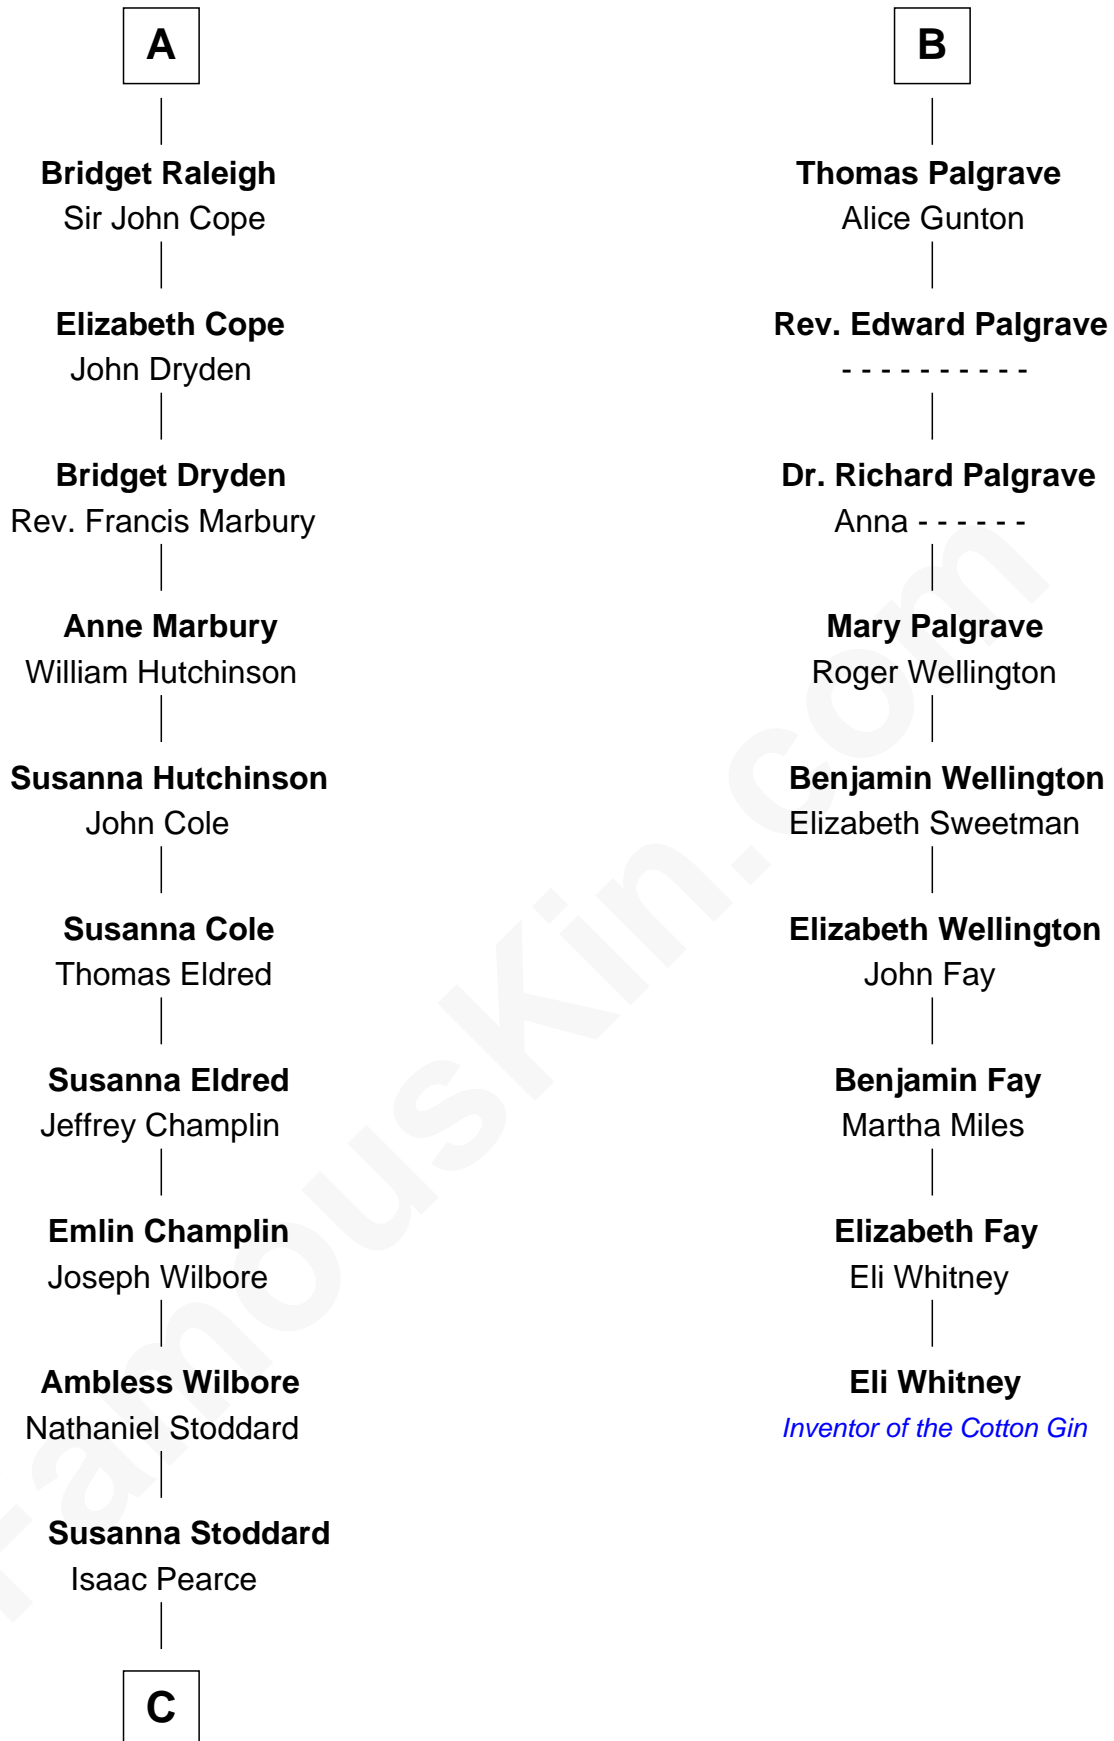 A
Bridget Raleigh
Sir John Cope
Elizabeth Cope
John Dryden
Bridget Dryden
Rev. Francis Marbury
Anne Marbury
William Hutchinson
Susanna Hutchinson
John Cole
Susanna Cole
Thomas Eldred
Susanna Eldred
Jeffrey Champlin
Emlin Champlin
Joseph Wilbore
Ambless Wilbore
Nathaniel Stoddard
Susanna Stoddard
Isaac Pearce
C
B
Thomas Palgrave
Alice Gunton
Rev. Edward Palgrave
- - - - - - - - - -
Dr. Richard Palgrave
Anna - - - - - -
Mary Palgrave
Roger Wellington
Benjamin Wellington
Elizabeth Sweetman
Elizabeth Wellington
John Fay
Benjamin Fay
Martha Miles
Elizabeth Fay
Eli Whitney
Eli Whitney
Inventor of the Cotton Gin
FamousKin.com